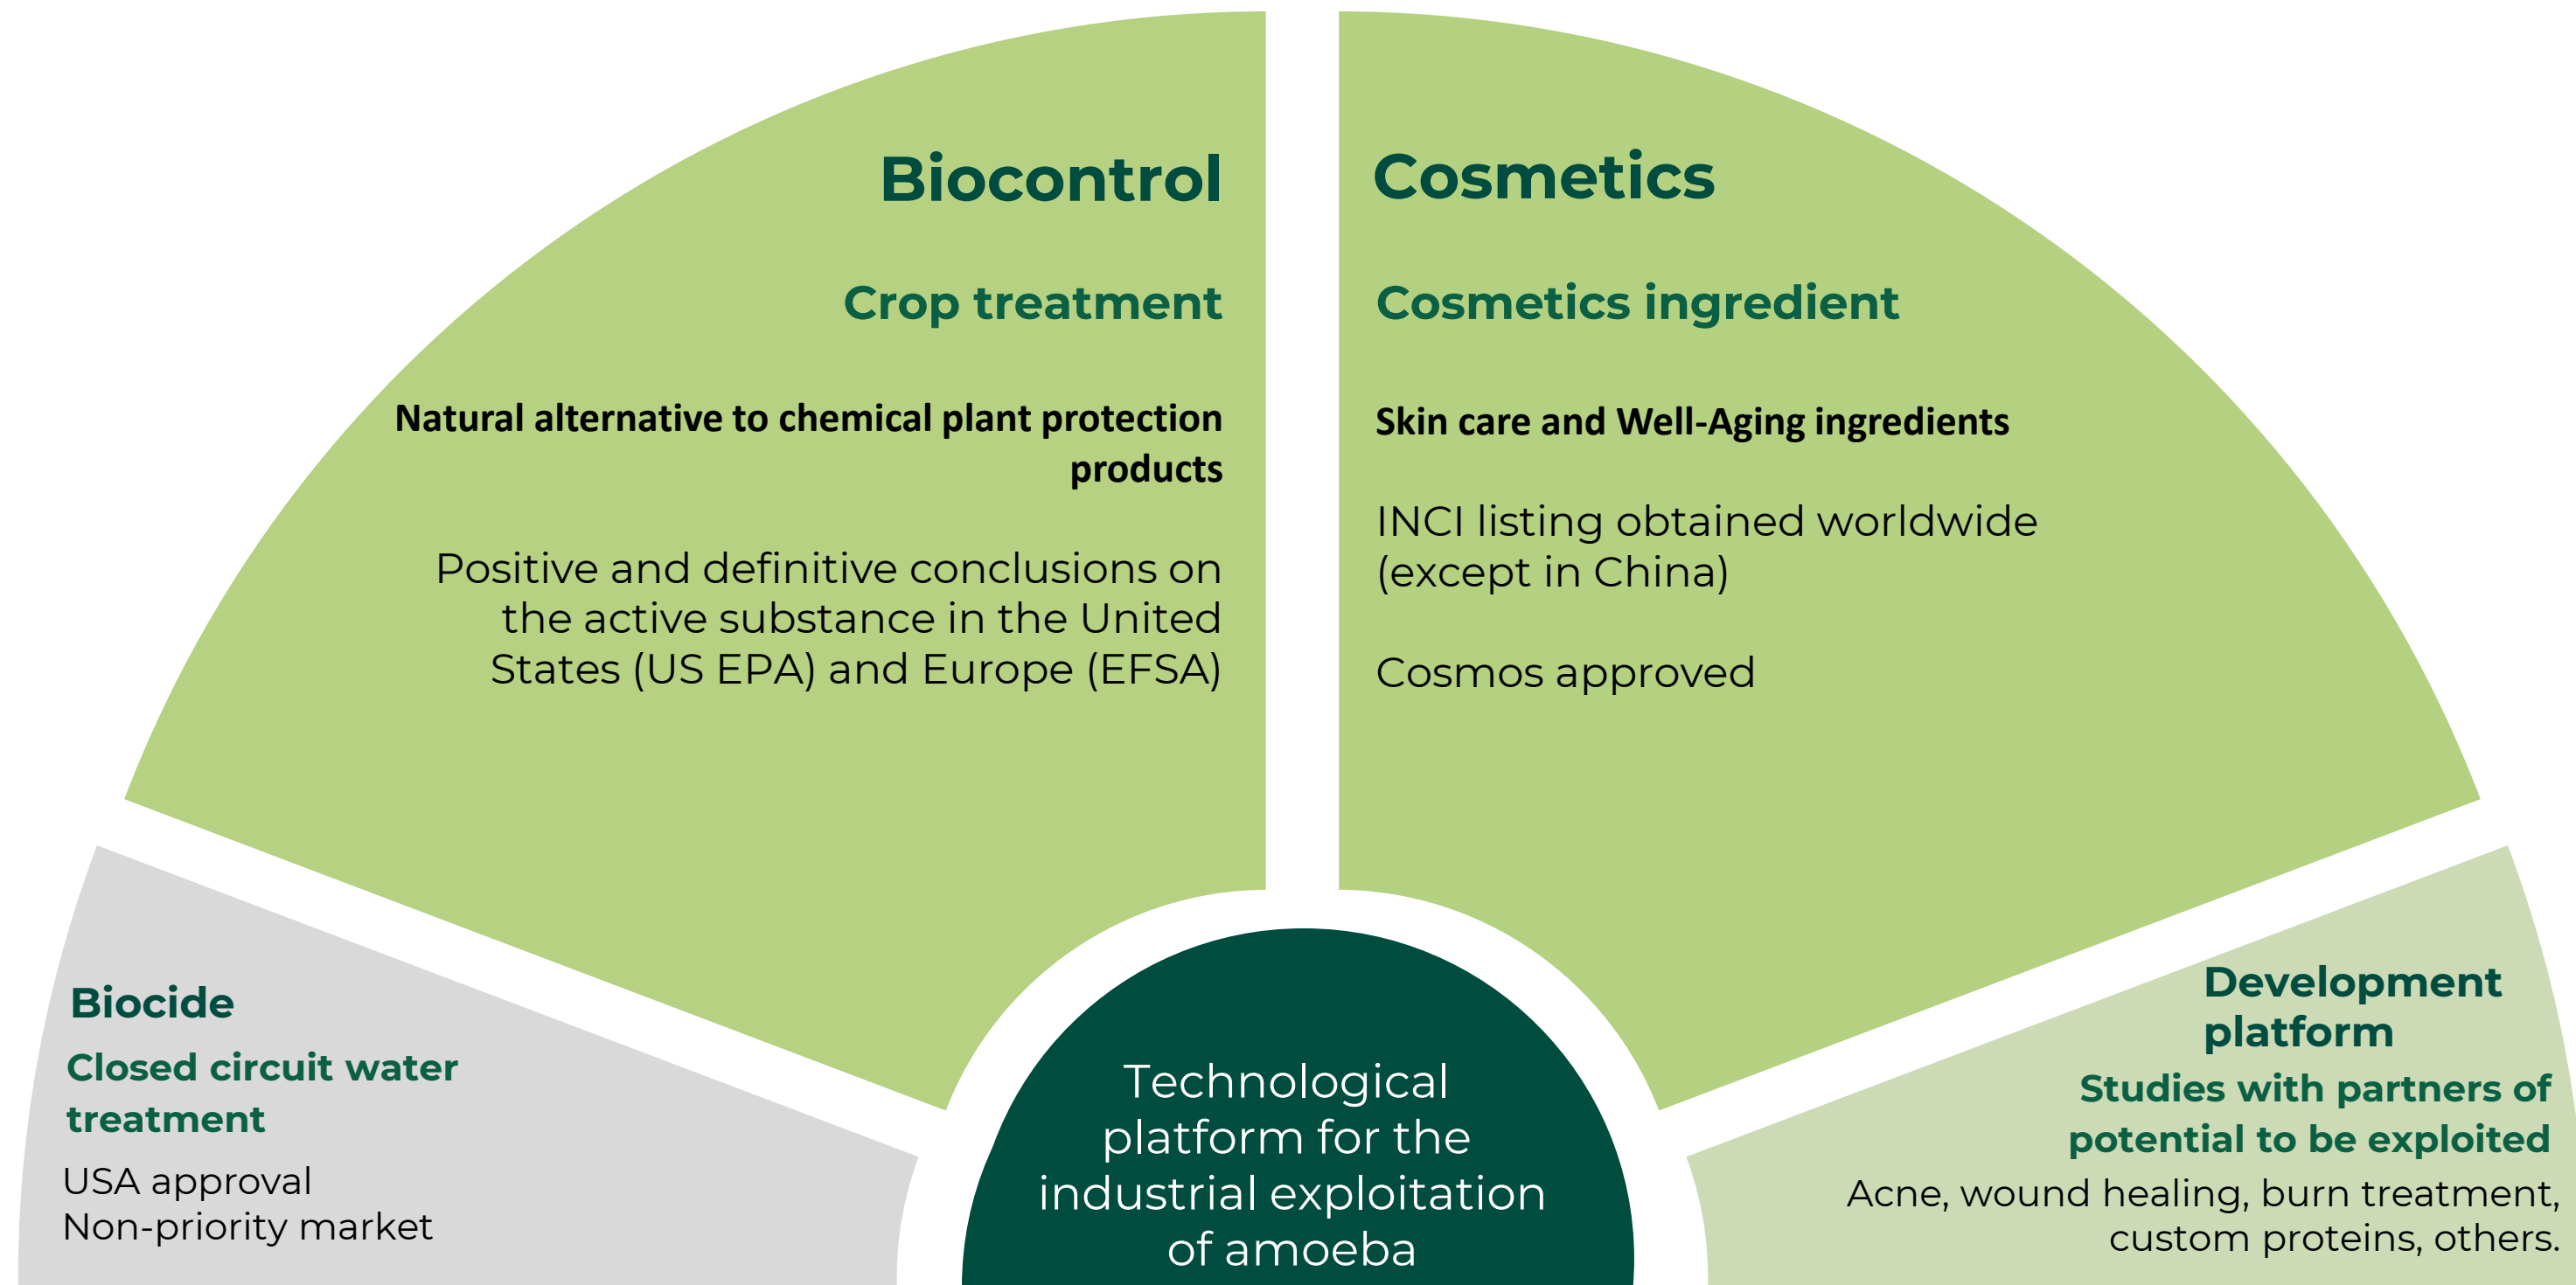 Biocontrol
Crop treatment
Natural alternative to chemical plant protection
products
Positive and definitive conclusions on
the active substance in the United
States (US EPA) and Europe (EFSA)
Cosmetics
Cosmetics ingredient
Skin care and Well-Aging ingredients
INCI listing obtained worldwide
(except in China)
Cosmos approved
Biocide
Closed circuit water
treatment
USA approval
Non-priority market
Technological
platform for the
industrial exploitation
of amoeba
Development
platform
Studies with partners of
potential to be exploited
Acne, wound healing, burn treatment,
custom proteins, others.